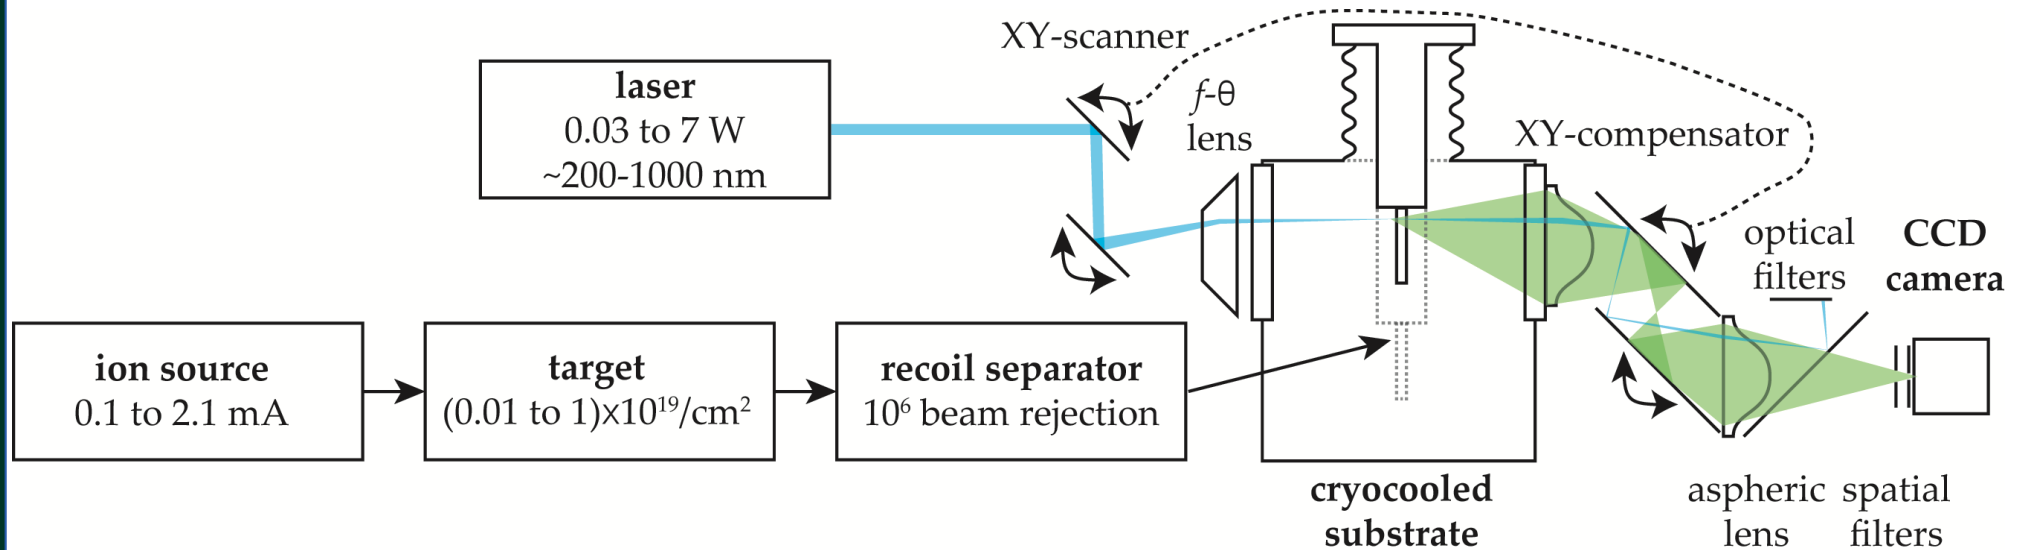 XY-scanner
laser
0.03 to 7 W
~200-1000 nm
f-θ
lens
XY-compensator
optical
filters
CCD
camera
ion source
0.1 to 2.1 mA
target
(0.01 to 1)x10¹⁹/cm²
recoil separator
10⁶ beam rejection
cryocooled
substrate
aspheric
lens
spatial
filters